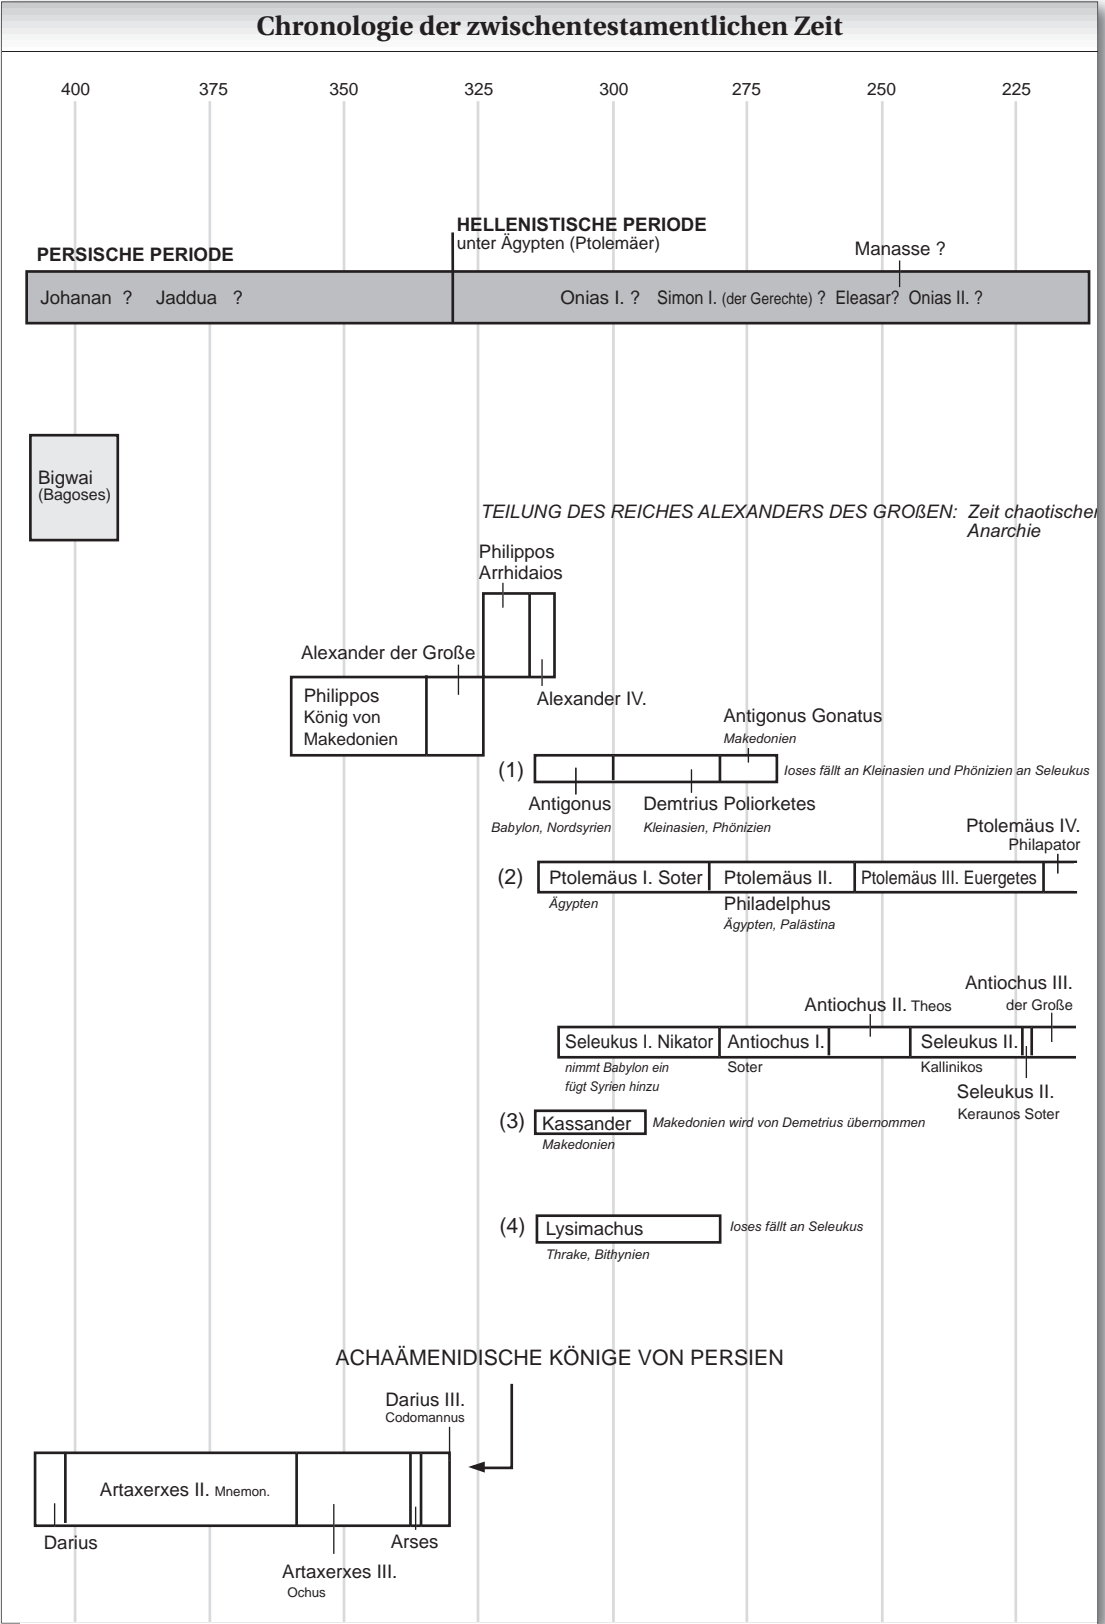 Chronologie der zwischentestamentlichen Zeit
400 375 350 325 300 275 250 225
HELLENISTISCHE PERIODE
unter Ägypten (Ptolemäer)
PERSISCHE PERIODE
Manasse ?
Johanan ? Jaddua ? Onias I. ? Simon I. (der Gerechte) ? Eleasar? Onias II. ?
Bigwai
(Bagoses)
TEILUNG DES REICHES ALEXANDERS DES GROßEN: Zeit chaotischer
Anarchie
Philippos
Arrhidaios
Alexander der Große
Philippos
König von
Makedonien
Alexander IV.
Antigonus Gonatus
Makedonien
(1) loses fällt an Kleinasien und Phönizien an Seleukus
Antigonus
Babylon, Nordsyrien
Demtrius Poliorketes
Kleinasien, Phönizien
Ptolemäus IV.
Philapator
(2) Ptolemäus I. Soter Ptolemäus II. Ptolemäus III. Euergetes
Ägypten
Philadelphus
Ägypten, Palästina
Antiochus III.
der Große
Antiochus II. Theos
Seleukus I. Nikator Antiochus I. Seleukus II.
nimmt Babylon ein
fügt Syrien hinzu
Soter
Kallinikos
Seleukus II.
Keraunos Soter
(3) Kassander Makedonien wird von Demetrius übernommen
Makedonien
(4) Lysimachus loses fällt an Seleukus
Thrake, Bithynien
ACHAÄMENIDISCHE KÖNIGE VON PERSIEN
Darius III.
Codomannus
Artaxerxes II. Mnemon.
Darius
Arses
Artaxerxes III.
Ochus